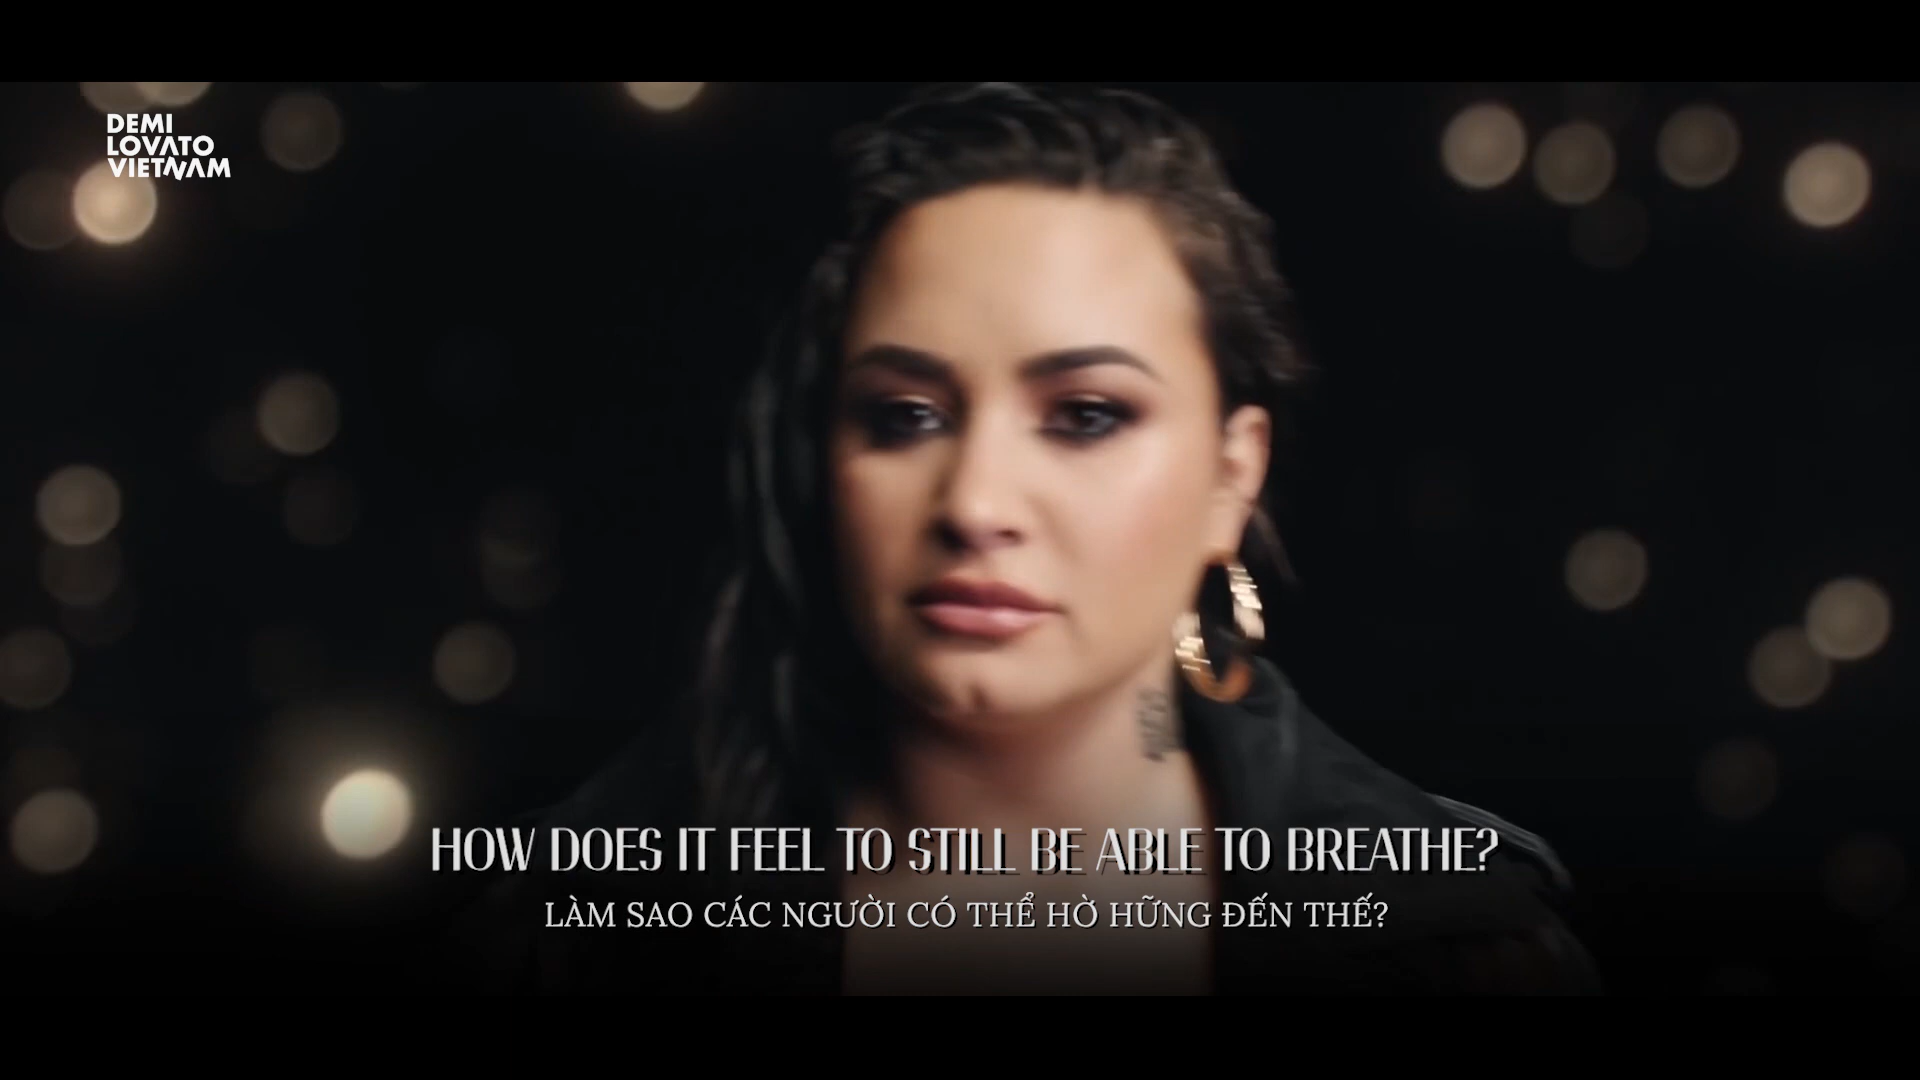 DEMI
LOVATO
VIETNAM
HOW DOES IT FEEL TO STILL BE ABLE TO BREATHE?
LÀM SAO CÁC NGƯỜI CÓ THỂ HỜ HỮNG ĐẾN THẾ?